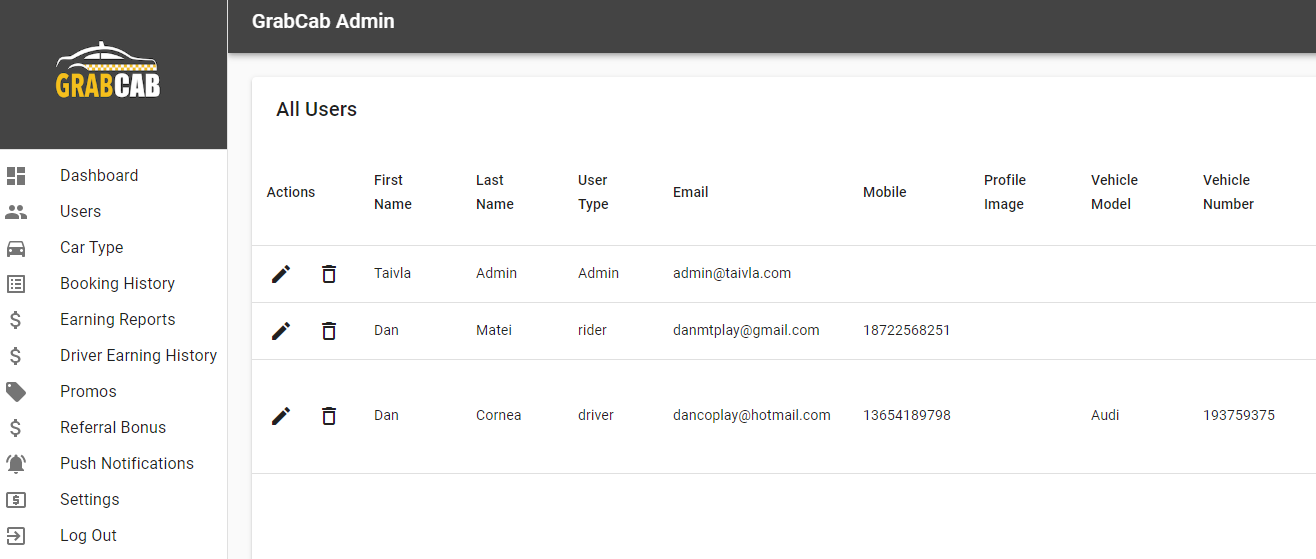 GRABCAB
GrabCab Admin
Dashboard
Users
Car Type
Booking History
Earning Reports
Driver Earning History
Promos
Referral Bonus
Push Notifications
Settings
Log Out
All Users
Actions First Name Last Name User Type Email Mobile Profile Image Vehicle Model Vehicle Number
Taivla Admin Admin admin@taivla.com
Dan Matei rider danmtplay@gmail.com 18722568251
Dan Cornea driver dancoplay@hotmail.com 13654189798 Audi 193759375